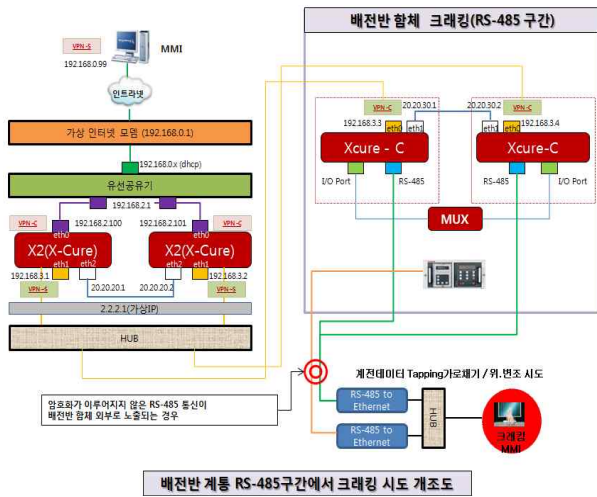 배전반 함체 크래킹(RS-485 구간)
VPN-S
MMI
192.168.0.99
인트라넷
가상 인터넷 모뎀 (192.168.0.1)
192.168.0.x (dhcp)
유선공유기
192.168.2.1
VPN-C
192.168.2.100
192.168.2.101
VPN-C
eth0
eth0
X2(X-Cure)
X2(X-Cure)
eth1
eth2
eth2
eth1
192.168.3.1
192.168.3.2
VPN-S
20.20.20.1
20.20.20.2
VPN-S
2.2.2.1(가상IP)
HUB
VPN-C
20.20.30.1
20.20.30.2
VPN-C
192.168.3.3
eth0
eth1
eth1
eth0
192.168.3.4
Xcure - C
Xcure-C
I/O Port
RS-485
RS-485
I/O Port
MUX
계전데이터 Tapping가로채기 / 위.변조 시도
암호화가 이루어지지 않은 RS-485 통신이
배전반 함체 외부로 노출되는 경우
RS-485 to
Ethernet
RS-485 to
Ethernet
HUB
크래킹
MMI
배전반 계통 RS-485구간에서 크래킹 시도 개조도